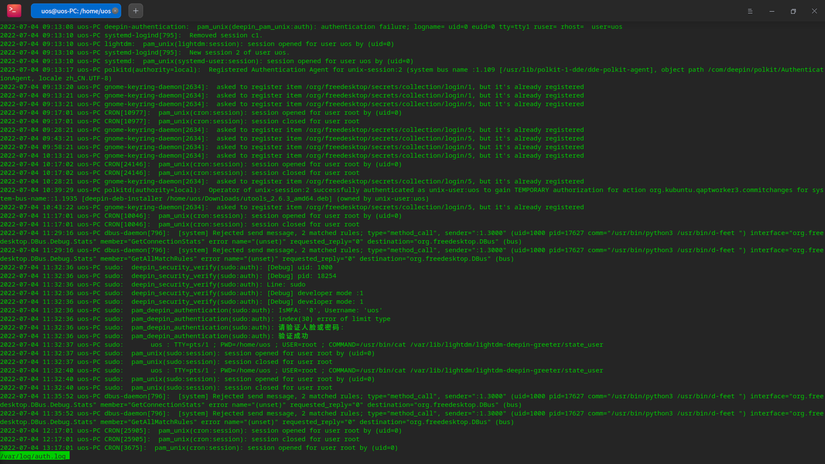 uos@uos-PC: /home/uos
2022-07-04 09:13:08 uos-PC deepin-authentication:  pam_unix(deepin_pam_unix:auth): authentication failure; logname= uid=0 euid=0 tty=tty1 ruser= rhost=  user=uos
2022-07-04 09:13:10 uos-PC systemd-logind[795]:  Removed session c1.
2022-07-04 09:13:10 uos-PC lightdm:  pam_unix(lightdm:session): session opened for user uos by (uid=0)
2022-07-04 09:13:10 uos-PC systemd-logind[795]:  New session 2 of user uos.
2022-07-04 09:13:10 uos-PC systemd:  pam_unix(systemd-user:session): session opened for user uos by (uid=0)
2022-07-04 09:13:17 uos-PC polkitd(authority=local):  Registered Authentication Agent for unix-session:2 (system bus name :1.109 [/usr/lib/polkit-1-dde/dde-polkit-agent], object path /com/deepin/polkit/Authenticat
ionAgent, locale zh_CN.UTF-8)
2022-07-04 09:13:20 uos-PC gnome-keyring-daemon[2634]:  asked to register item /org/freedesktop/secrets/collection/login/1, but it's already registered
2022-07-04 09:13:21 uos-PC gnome-keyring-daemon[2634]:  asked to register item /org/freedesktop/secrets/collection/login/1, but it's already registered
2022-07-04 09:13:21 uos-PC gnome-keyring-daemon[2634]:  asked to register item /org/freedesktop/secrets/collection/login/5, but it's already registered
2022-07-04 09:17:01 uos-PC CRON[10977]:  pam_unix(cron:session): session opened for user root by (uid=0)
2022-07-04 09:17:01 uos-PC CRON[10977]:  pam_unix(cron:session): session closed for user root
2022-07-04 09:28:21 uos-PC gnome-keyring-daemon[2634]:  asked to register item /org/freedesktop/secrets/collection/login/5, but it's already registered
2022-07-04 09:43:21 uos-PC gnome-keyring-daemon[2634]:  asked to register item /org/freedesktop/secrets/collection/login/5, but it's already registered
2022-07-04 09:58:21 uos-PC gnome-keyring-daemon[2634]:  asked to register item /org/freedesktop/secrets/collection/login/5, but it's already registered
2022-07-04 10:13:21 uos-PC gnome-keyring-daemon[2634]:  asked to register item /org/freedesktop/secrets/collection/login/5, but it's already registered
2022-07-04 10:17:02 uos-PC CRON[24146]:  pam_unix(cron:session): session opened for user root by (uid=0)
2022-07-04 10:17:02 uos-PC CRON[24146]:  pam_unix(cron:session): session closed for user root
2022-07-04 10:28:21 uos-PC gnome-keyring-daemon[2634]:  asked to register item /org/freedesktop/secrets/collection/login/5, but it's already registered
2022-07-04 10:39:29 uos-PC polkitd(authority=local):  Operator of unix-session:2 successfully authenticated as unix-user:uos to gain TEMPORARY authorization for action org.kubuntu.qaptworker3.commitchanges for sys
tem-bus-name::1.1935 [deepin-deb-installer /home/uos/Downloads/utools_2.6.3_amd64.deb] (owned by unix-user:uos)
2022-07-04 10:43:22 uos-PC gnome-keyring-daemon[2634]:  asked to register item /org/freedesktop/secrets/collection/login/5, but it's already registered
2022-07-04 11:17:01 uos-PC CRON[10046]:  pam_unix(cron:session): session opened for user root by (uid=0)
2022-07-04 11:17:01 uos-PC CRON[10046]:  pam_unix(cron:session): session closed for user root
2022-07-04 11:29:16 uos-PC dbus-daemon[796]:  [system] Rejected send message, 2 matched rules; type="method_call", sender=":1.3000" (uid=1000 pid=17627 comm="/usr/bin/python3 /usr/bin/d-feet ") interface="org.free
desktop.DBus.Debug.Stats" member="GetConnectionStats" error name="(unset)" requested_reply="0" destination="org.freedesktop.DBus" (bus)
2022-07-04 11:29:16 uos-PC dbus-daemon[796]:  [system] Rejected send message, 2 matched rules; type="method_call", sender=":1.3000" (uid=1000 pid=17627 comm="/usr/bin/python3 /usr/bin/d-feet ") interface="org.free
desktop.DBus.Debug.Stats" member="GetAllMatchRules" error name="(unset)" requested_reply="0" destination="org.freedesktop.DBus" (bus)
2022-07-04 11:32:36 uos-PC sudo:  deepin_security_verify(sudo:auth): [Debug] uid: 1000
2022-07-04 11:32:36 uos-PC sudo:  deepin_security_verify(sudo:auth): [Debug] pid: 18254
2022-07-04 11:32:36 uos-PC sudo:  deepin_security_verify(sudo:auth): Line: sudo
2022-07-04 11:32:36 uos-PC sudo:  deepin_security_verify(sudo:auth): [Debug] developer mode :1
2022-07-04 11:32:36 uos-PC sudo:  deepin_security_verify(sudo:auth): [Debug] developer mode: 1
2022-07-04 11:32:36 uos-PC sudo:  pam_deepin_authentication(sudo:auth): IsMFA: '0', Username: 'uos'
2022-07-04 11:32:36 uos-PC sudo:  pam_deepin_authentication(sudo:auth): index(30) error of limit type
2022-07-04 11:32:36 uos-PC sudo:  pam_deepin_authentication(sudo:auth): 请验证人脸或密码
2022-07-04 11:32:36 uos-PC sudo:  pam_deepin_authentication(sudo:auth): 验证成功
2022-07-04 11:32:37 uos-PC sudo:       uos : TTY=pts/1 ; PWD=/home/uos ; USER=root ; COMMAND=/usr/bin/cat /var/lib/lightdm/lightdm-deepin-greeter/state_user
2022-07-04 11:32:37 uos-PC sudo:  pam_unix(sudo:session): session opened for user root by (uid=0)
2022-07-04 11:32:37 uos-PC sudo:  pam_unix(sudo:session): session closed for user root
2022-07-04 11:32:40 uos-PC sudo:       uos : TTY=pts/1 ; PWD=/home/uos ; USER=root ; COMMAND=/usr/bin/cat /var/lib/lightdm/lightdm-deepin-greeter/state_user
2022-07-04 11:32:40 uos-PC sudo:  pam_unix(sudo:session): session opened for user root by (uid=0)
2022-07-04 11:32:40 uos-PC sudo:  pam_unix(sudo:session): session closed for user root
2022-07-04 11:35:52 uos-PC dbus-daemon[796]:  [system] Rejected send message, 2 matched rules; type="method_call", sender=":1.3000" (uid=1000 pid=17627 comm="/usr/bin/python3 /usr/bin/d-feet ") interface="org.free
desktop.DBus.Debug.Stats" member="GetConnectionStats" error name="(unset)" requested_reply="0" destination="org.freedesktop.DBus" (bus)
2022-07-04 11:35:52 uos-PC dbus-daemon[796]:  [system] Rejected send message, 2 matched rules; type="method_call", sender=":1.3000" (uid=1000 pid=17627 comm="/usr/bin/python3 /usr/bin/d-feet ") interface="org.free
desktop.DBus.Debug.Stats" member="GetAllMatchRules" error name="(unset)" requested_reply="0" destination="org.freedesktop.DBus" (bus)
2022-07-04 12:17:01 uos-PC CRON[25905]:  pam_unix(cron:session): session opened for user root by (uid=0)
2022-07-04 12:17:01 uos-PC CRON[25905]:  pam_unix(cron:session): session closed for user root
2022-07-04 13:17:01 uos-PC CRON[3675]:  pam_unix(cron:session): session opened for user root by (uid=0)
/var/log/auth.log